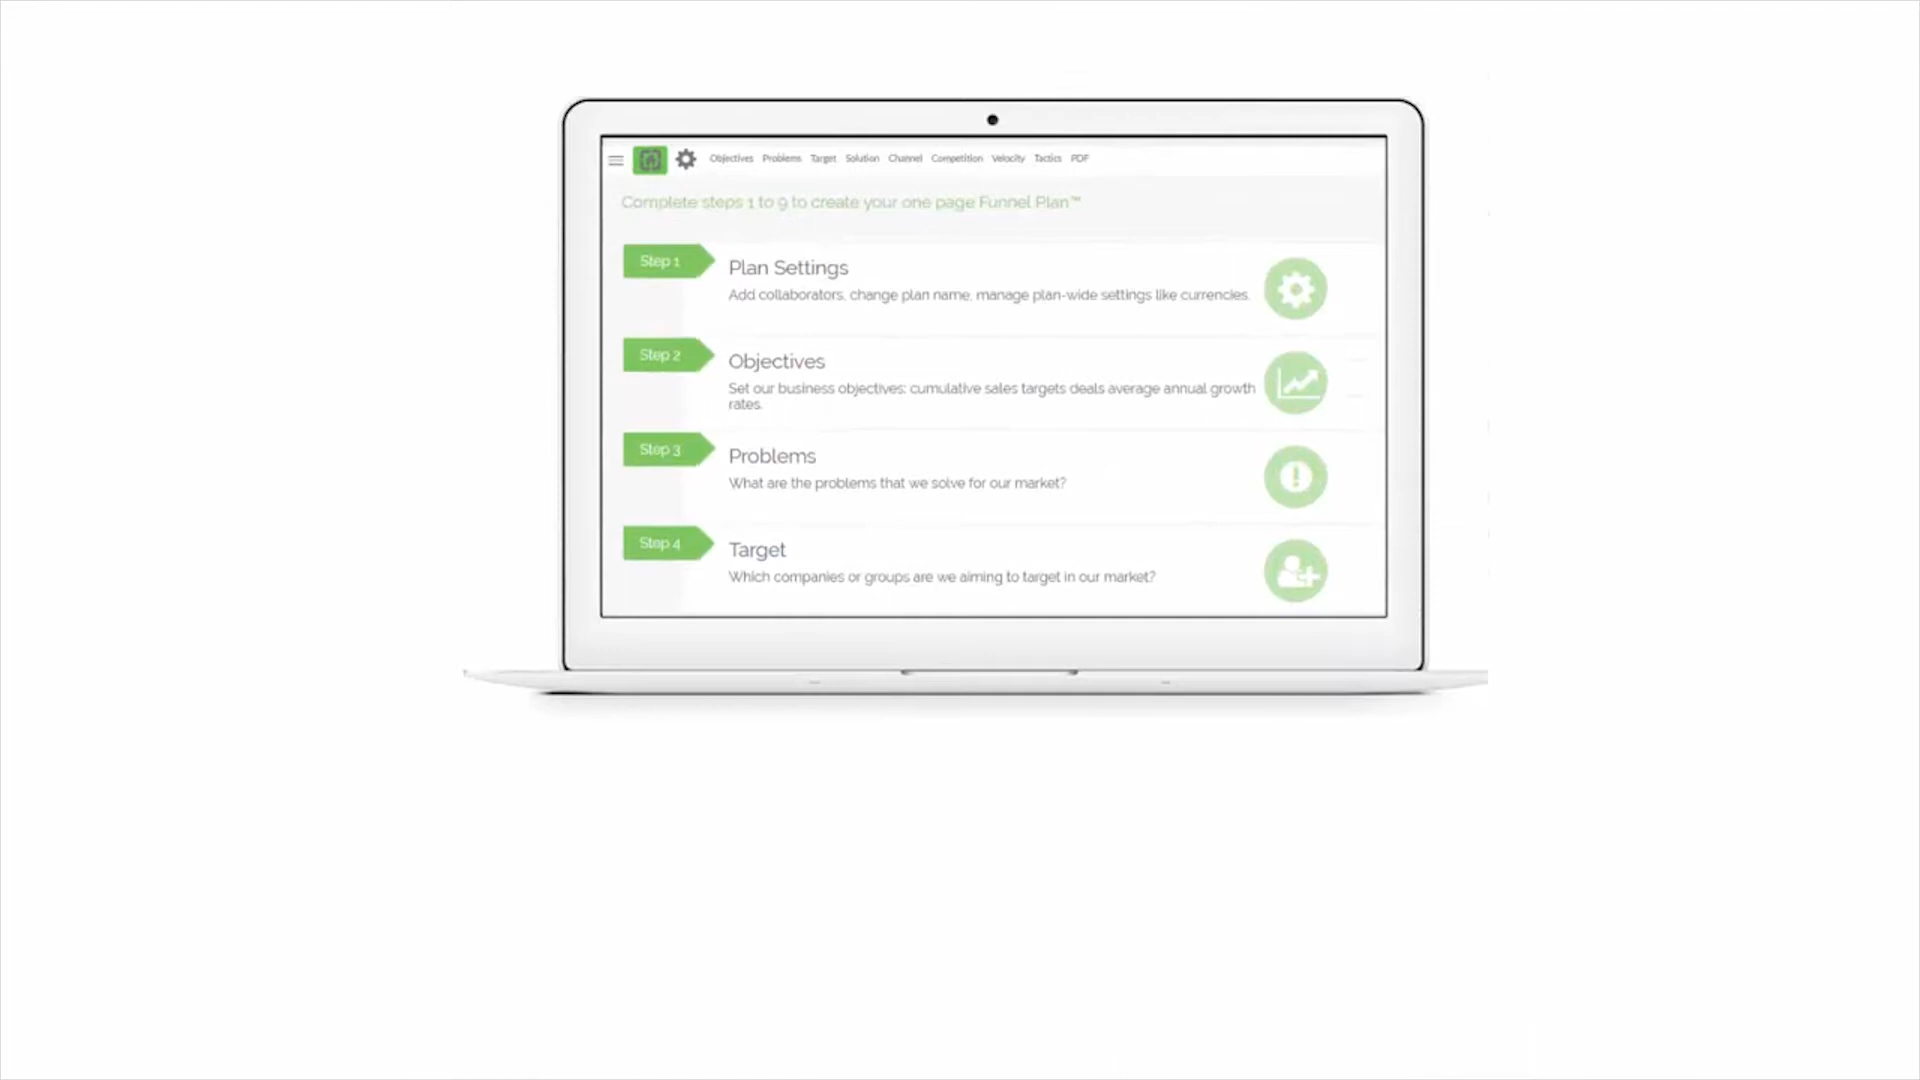 Objectives Problems Target Solution Channel Competition Velocity Tactics PDF
Complete steps 1 to 9 to create your one page Funnel Plan™
Step 1
Plan Settings
Add collaborators, change plan name, manage plan-wide settings like currencies.
Step 2
Objectives
Set our business objectives: cumulative sales targets deals average annual growth
rates.
Step 3
Problems
What are the problems that we solve for our market?
Step 4
Target
Which companies or groups are we aiming to target in our market?